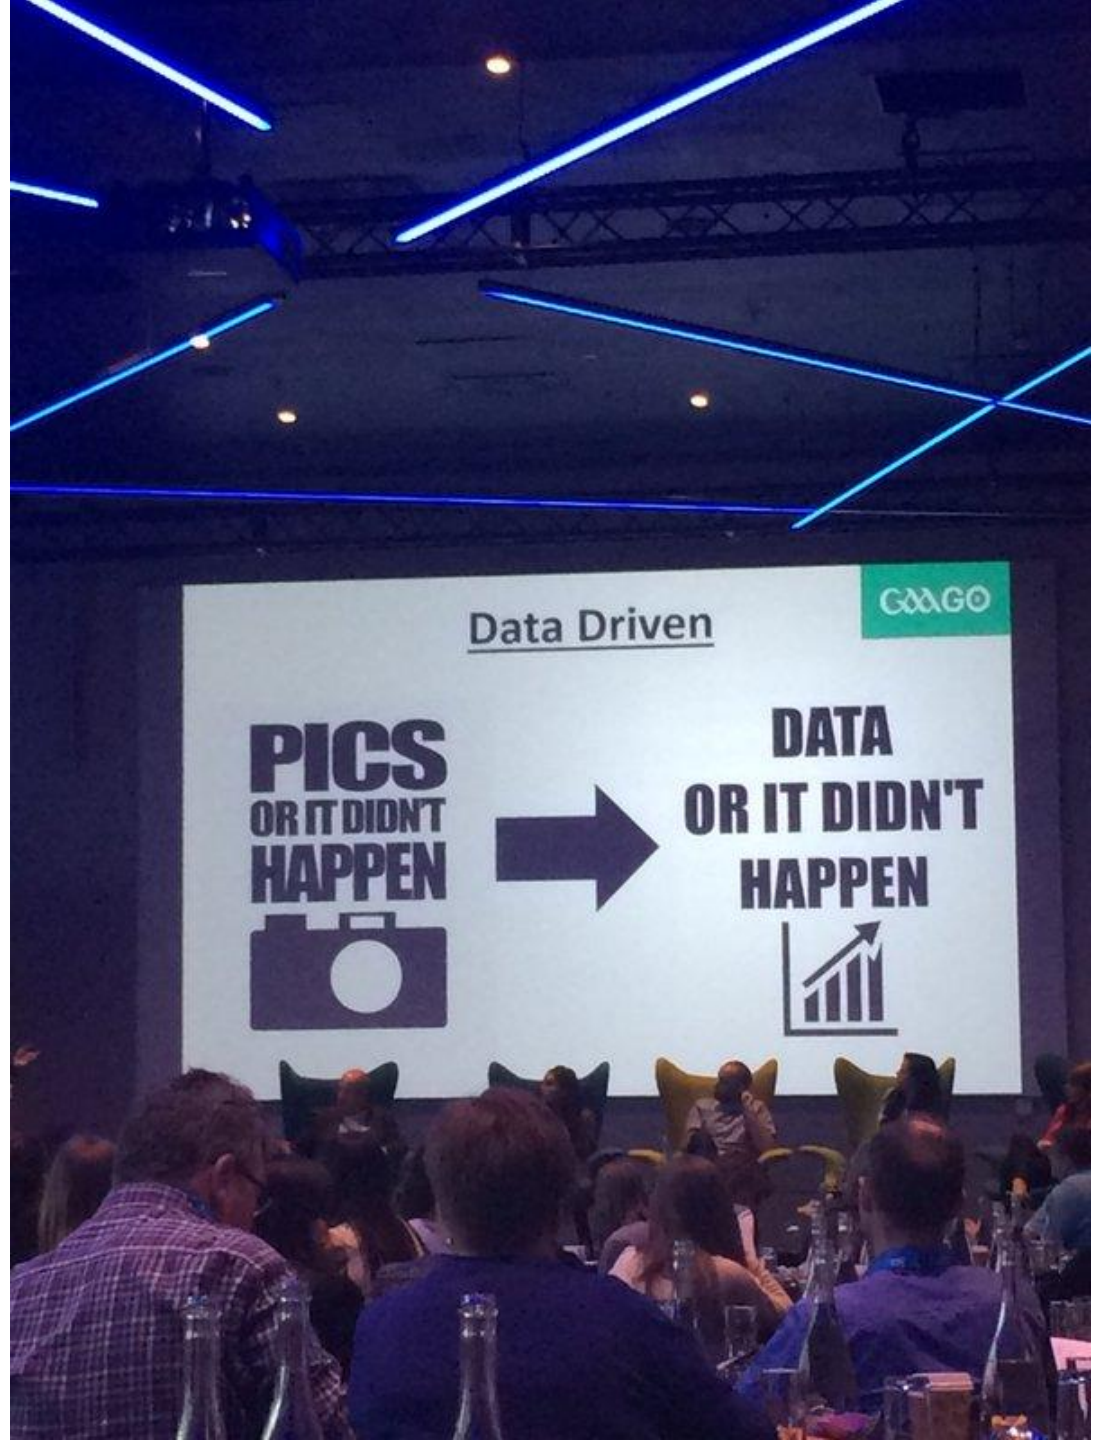 Data Driven
GAAGO
PICS
OR IT DIDN'T
HAPPEN
DATA
OR IT DIDN'T
HAPPEN